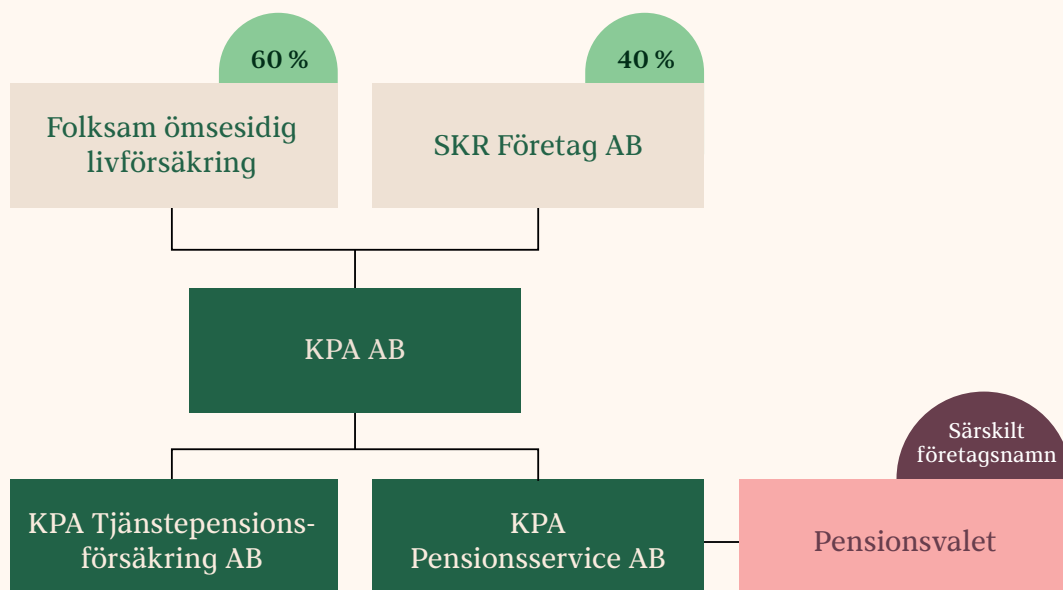 60 %
40 %
Folksam ömsesidig
livförsäkring
SKR Företag AB
KPA AB
Särskilt
företagsnamn
KPA Tjänstepensions-
försäkring AB
KPA
Pensionsservice AB
Pensionsvalet